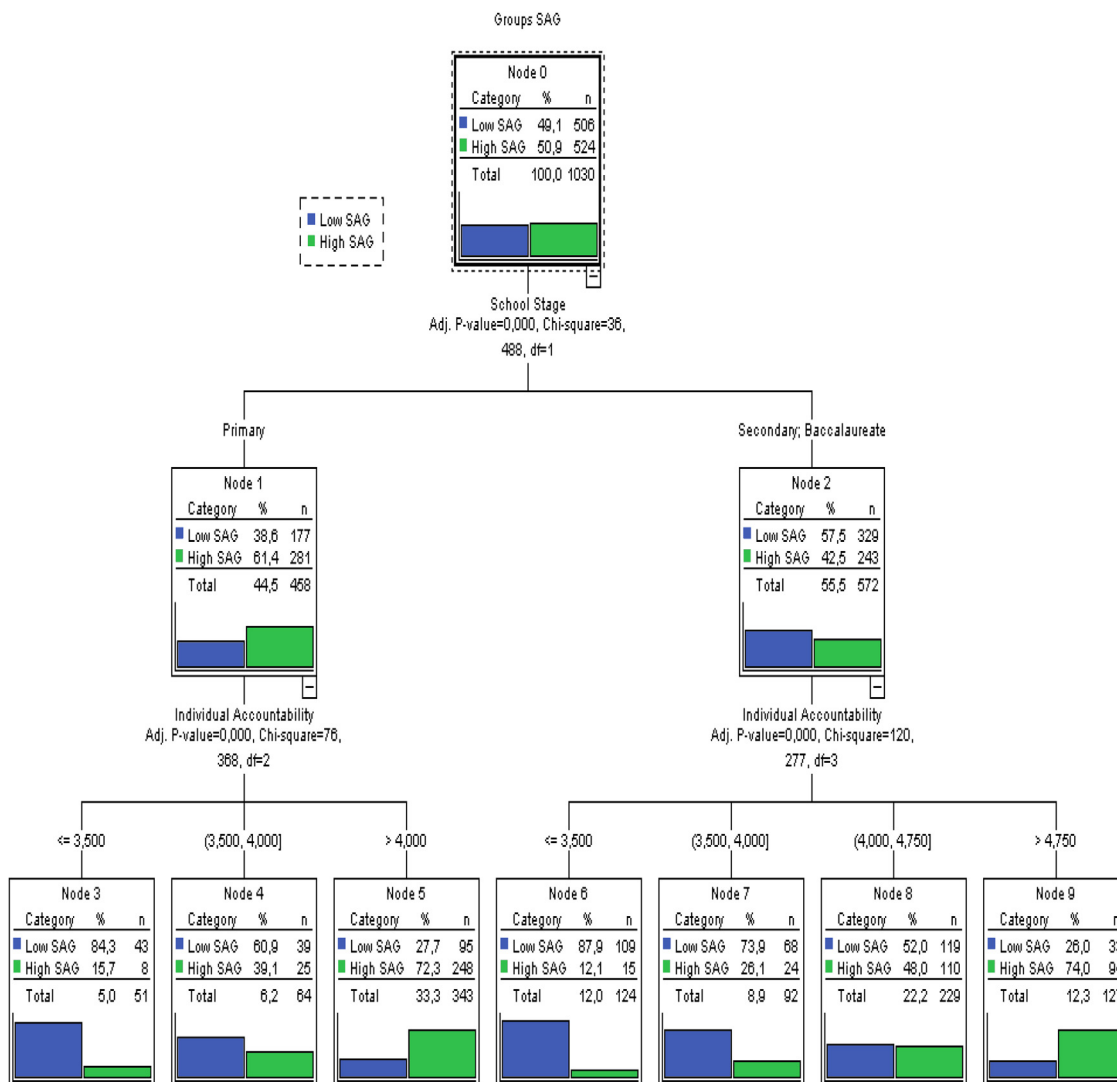 Groups SAG
Node 0
Category % n
Low SAG 49,1 506
High SAG 50,9 524
Total 100,0 1030
Low SAG
High SAG
School Stage
Adj. P-value=0,000, Chi-square=36,
488, df=1
Primary
Secondary; Baccalaureate
Node 1
Category % n
Low SAG 38,6 177
High SAG 61,4 281
Total 44,5 458
Node 2
Category % n
Low SAG 57,5 329
High SAG 42,5 243
Total 55,5 572
Individual Accountability
Adj. P-value=0,000, Chi-square=76,
368, df=2
Individual Accountability
Adj. P-value=0,000, Chi-square=120,
277, df=3
<= 3,500
(3,500, 4,000]
> 4,000
<= 3,500
(3,500, 4,000]
(4,000, 4,750]
> 4,750
Node 3
Category % n
Low SAG 84,3 43
High SAG 15,7 8
Total 5,0 51
Node 4
Category % n
Low SAG 60,9 39
High SAG 39,1 25
Total 6,2 64
Node 5
Category % n
Low SAG 27,7 95
High SAG 72,3 248
Total 33,3 343
Node 6
Category % n
Low SAG 87,9 109
High SAG 12,1 15
Total 12,0 124
Node 7
Category % n
Low SAG 73,9 68
High SAG 26,1 24
Total 8,9 92
Node 8
Category % n
Low SAG 52,0 119
High SAG 48,0 110
Total 22,2 229
Node 9
Category % n
Low SAG 26,0
High SAG 74,0
Total 12,3